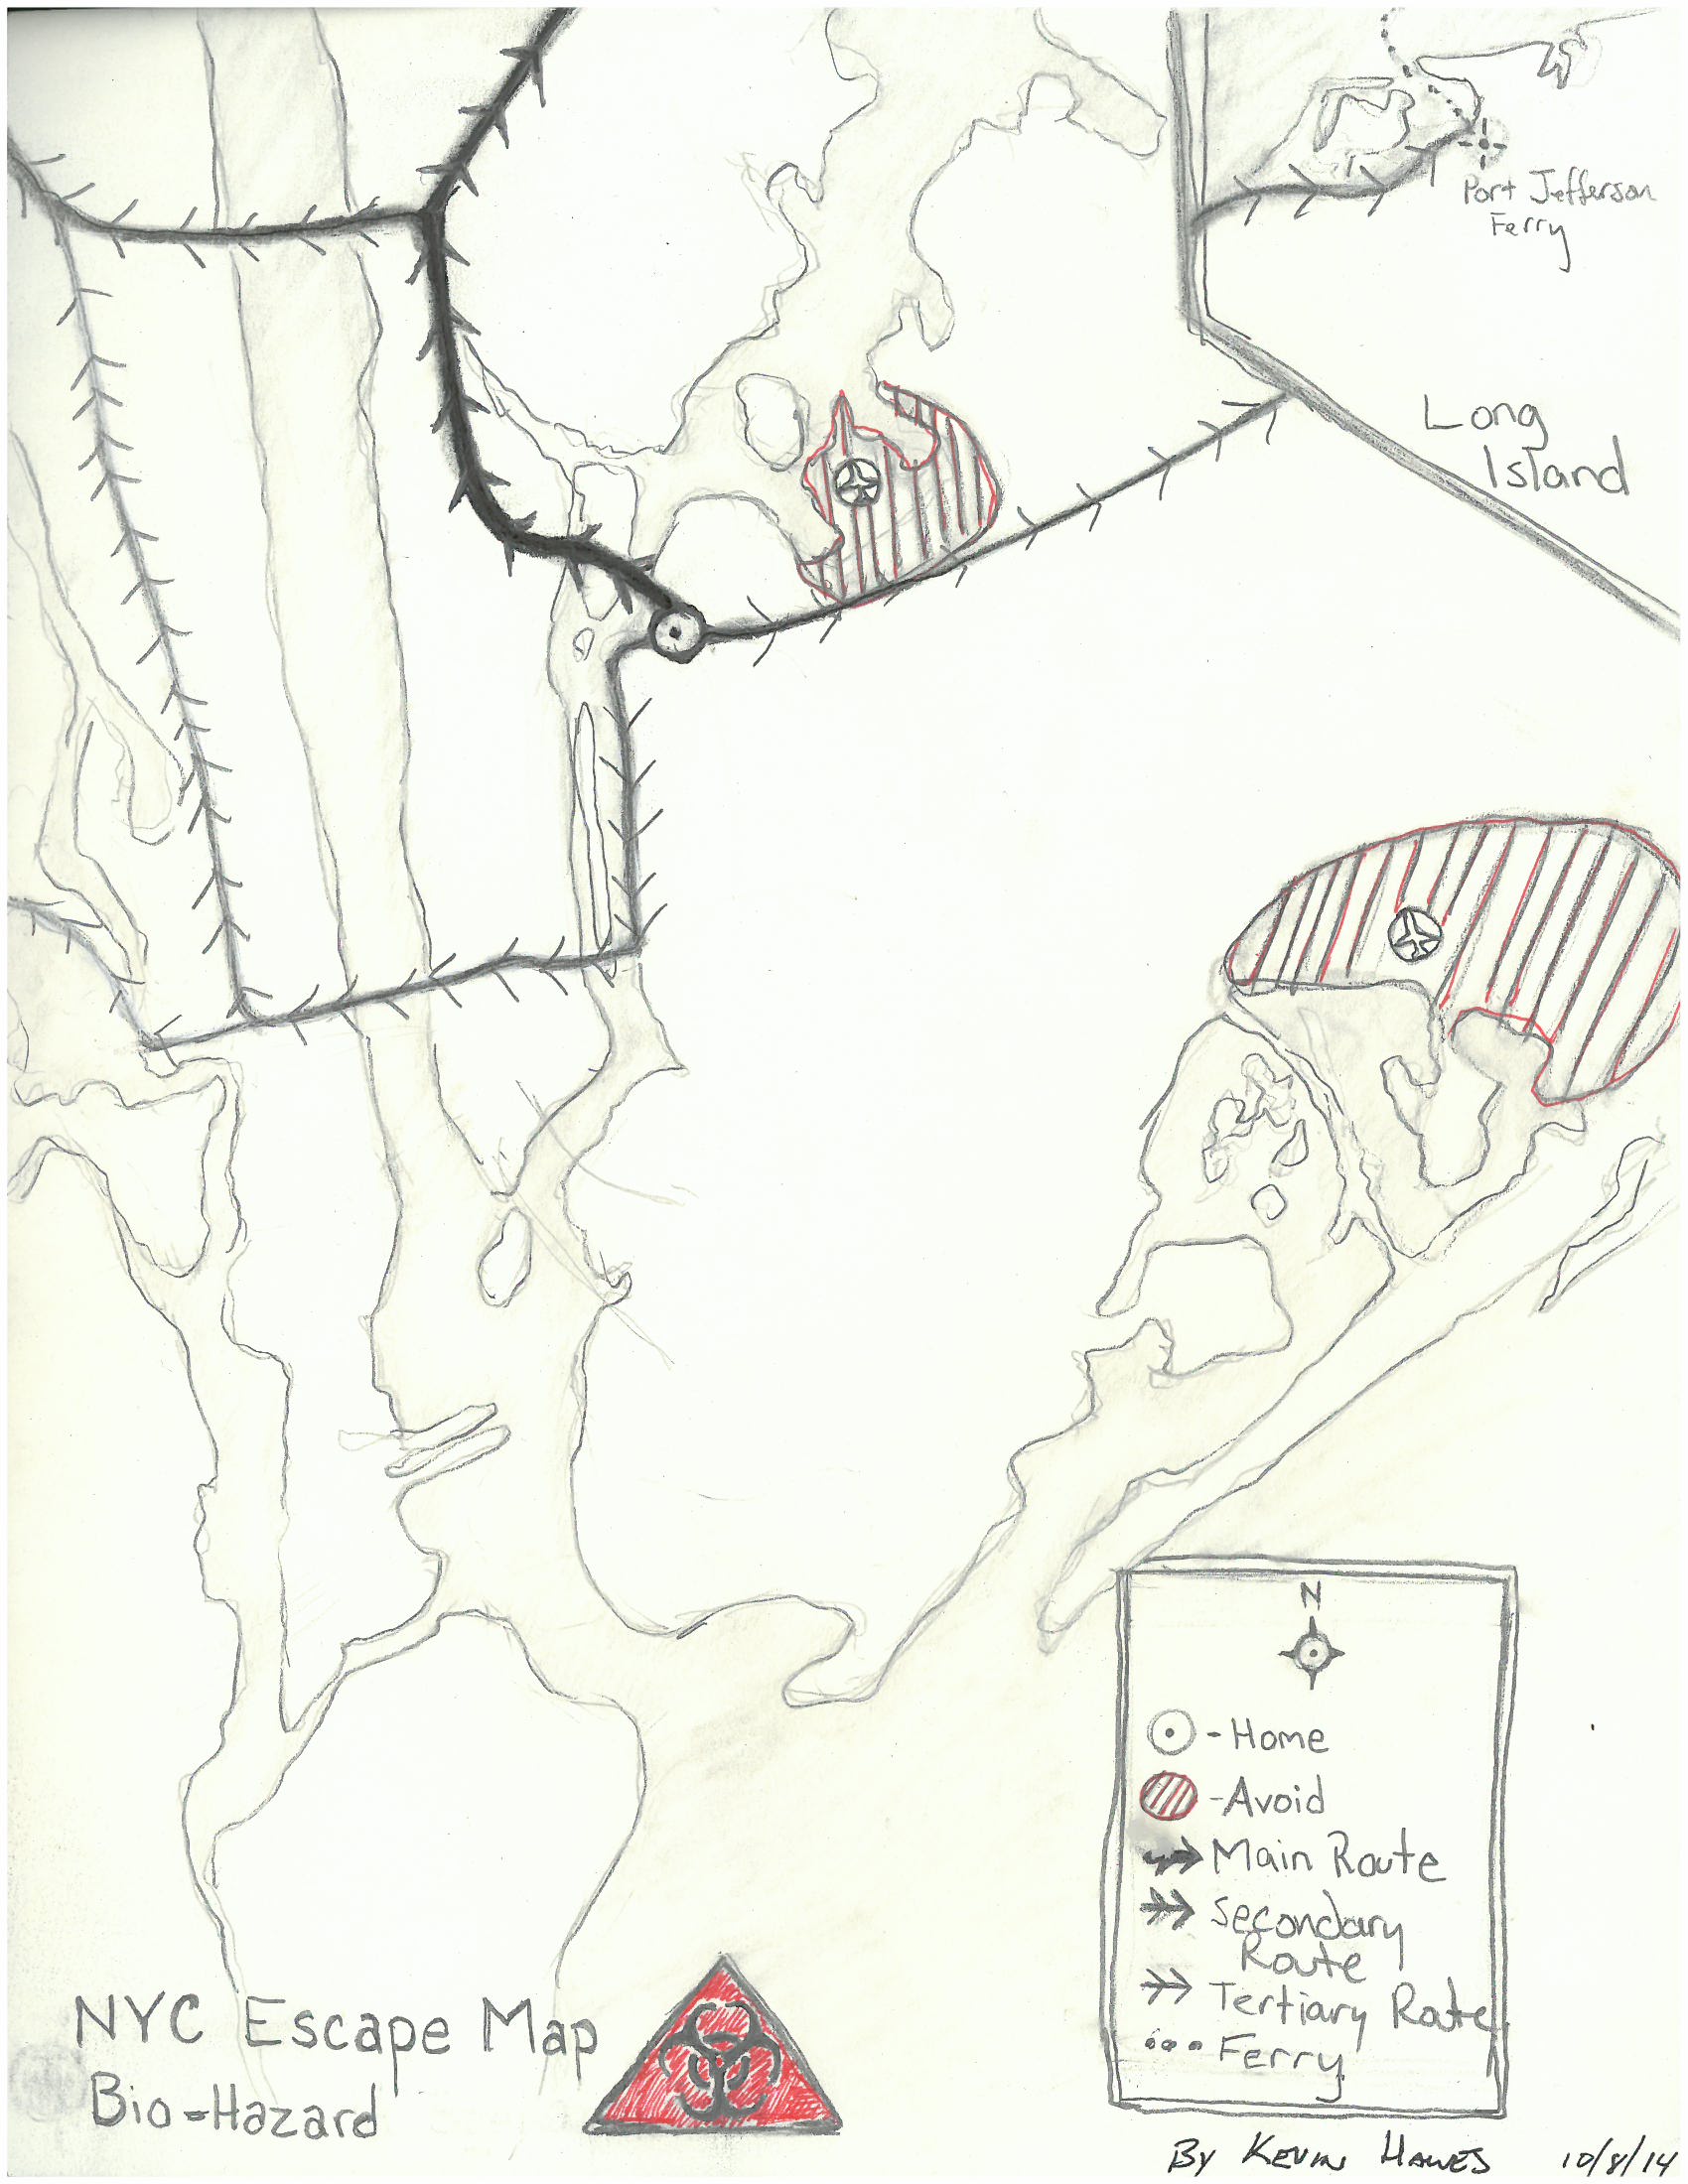 Port Jefferson
Ferry
Long
Island
N
-Home
-Avoid
Main Route
Secondary
Route
Tertiary Route
Ferry
NYC Escape Map
Bio-Hazard
By Kevin Hawes 10/8/14